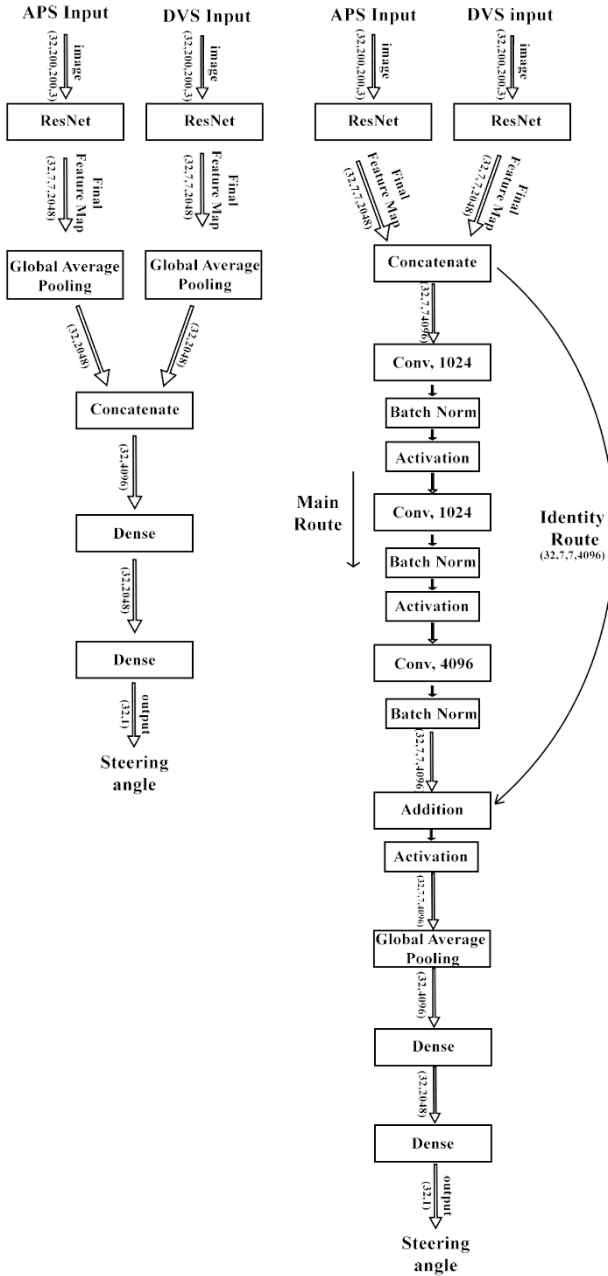 APS Input
DVS Input
image
(32,200,200,3)
image
(32,200,200,3)
ResNet
ResNet
Final
Feature Map
(32,7,7,2048)
Final
Feature Map
(32,7,7,2048)
Global Average
Pooling
Global Average
Pooling
(32,2048)
(32,2048)
Concatenate
(32,4096)
Dense
(32,2048)
Dense
output
(32,1)
Steering
angle
APS Input
DVS input
image
(32,200,200,3)
image
(32,200,200,3)
ResNet
ResNet
Final
Feature Map
(32,7,7,2048)
Final
Feature Map
(32,7,7,2048)
Concatenate
(32,7,74096)
Conv, 1024
Batch Norm
Activation
Main
Route
Conv, 1024
Identity
Route
(32,7,7,4096)
Batch Norm
Activation
Conv, 4096
Batch Norm
(32,7,7,4096)
Addition
Activation
(32,7,7,4096)
Global Average
Pooling
(32,4096)
Dense
(32,2048)
Dense
output
(32,1)
Steering
angle